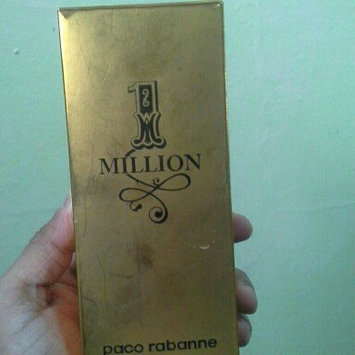 1
MILLION
paco rabanne